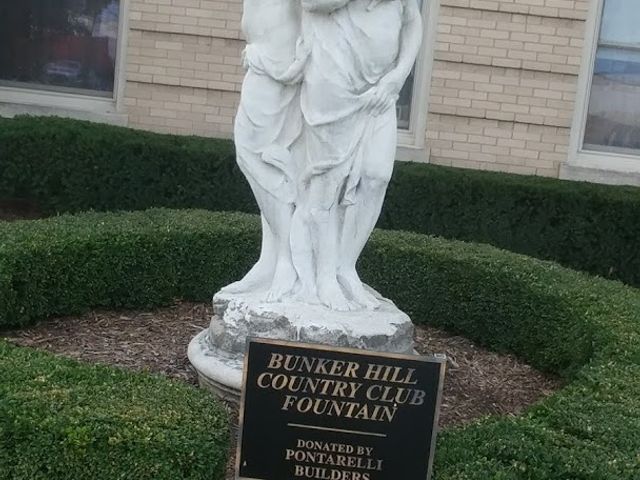 BUNKER HILL
COUNTRY CLUB
FOUNTAIN
DONATED BY
PONTARELLI
BUILDERS